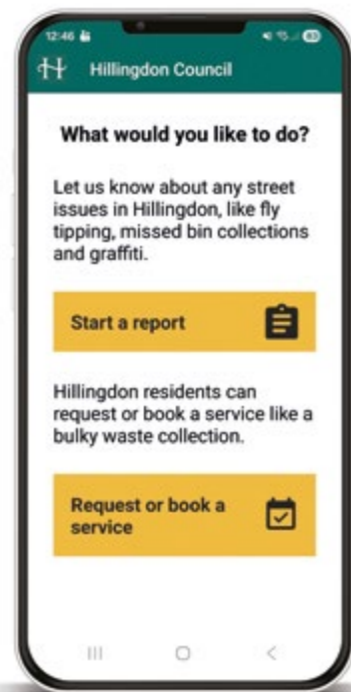 12:46
83
Hillingdon Council
What would you like to do?
Let us know about any street
issues in Hillingdon, like fly
tipping, missed bin collections
and graffiti.
Start a report
Hillingdon residents can
request or book a service like a
bulky waste collection.
Request or book a
service